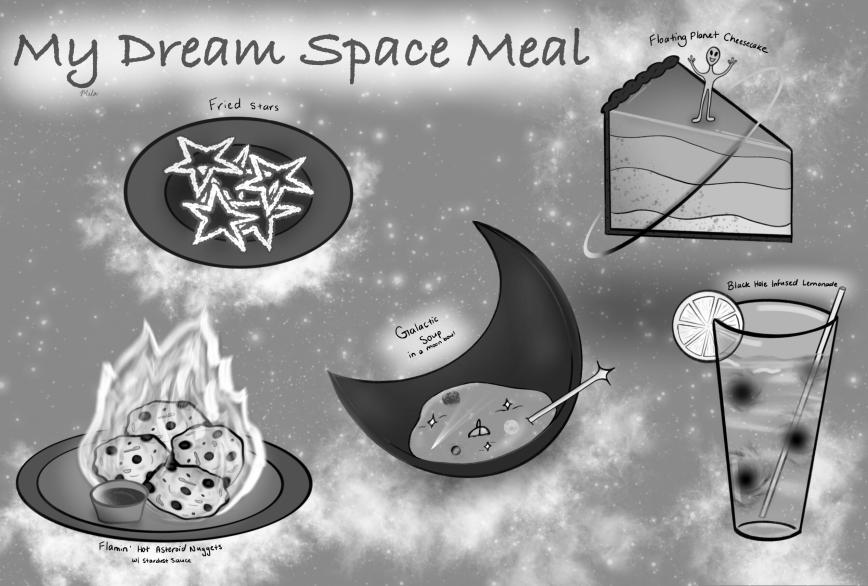 My Dream Space Meal
Mila
Fried Stars
Floating Planet Cheesecake
Galactic
Soup
in a moon bowl
Black Hole Infused Lemonade
Flamin' Hot Asteroid Nuggets
w/ Stardust Sauce